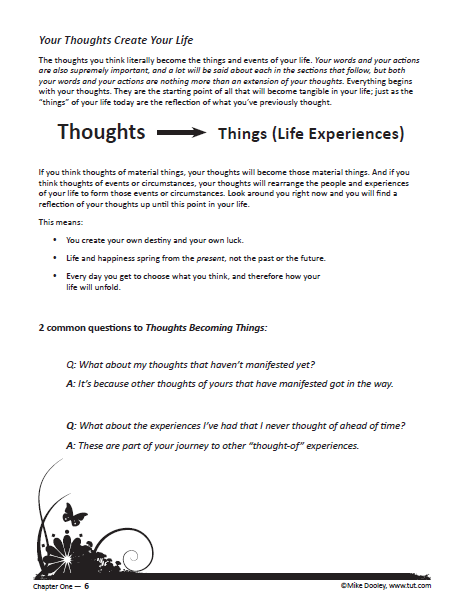 Your Thoughts Create Your Life
The thoughts you think literally become the things and events of your life. Your words and your actions
are also supremely important, and a lot will be said about each in the sections that follow, but both
your words and your actions are nothing more than an extension of your thoughts. Everything begins
with your thoughts. They are the starting point of all that will become tangible in your life; just as the
"things" of your life today are the reflection of what you've previously thought.
Thoughts Things (Life Experiences)
If you think thoughts of material things, your thoughts will become those material things. And if you
think thoughts of events or circumstances, your thoughts will rearrange the people and experiences
of your life to form those events or circumstances. Look around you right now and you will find a
reflection of your thoughts up until this point in your life.
This means:
• You create your own destiny and your own luck.
• Life and happiness spring from the present, not the past or the future.
• Every day you get to choose what you think, and therefore how your
life will unfold.
2 common questions to Thoughts Becoming Things:
Q: What about my thoughts that haven't manifested yet?
A: It's because other thoughts of yours that have manifested got in the way.
Q: What about the experiences I've had that I never thought of ahead of time?
A: These are part of your journey to other "thought-of" experiences.
Chapter One — 6 ©Mike Dooley, www.tut.com